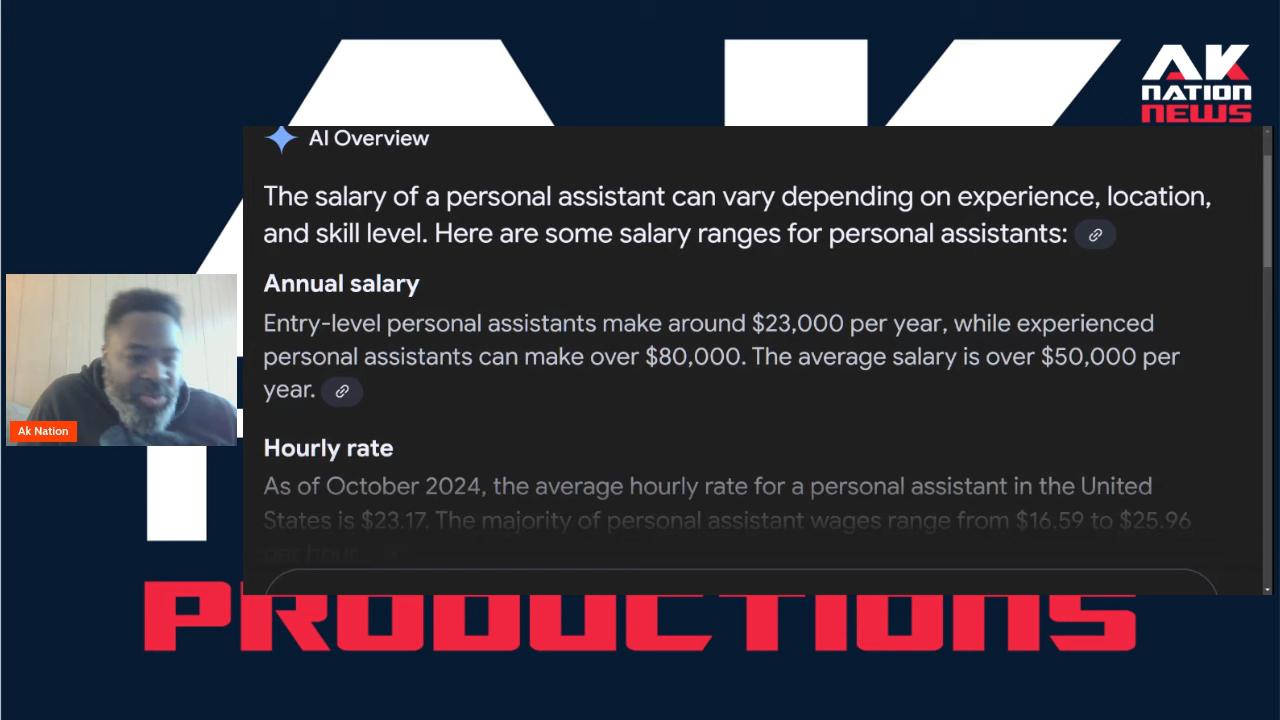 AK
NATION
NEWS
AI Overview
The salary of a personal assistant can vary depending on experience, location,
and skill level. Here are some salary ranges for personal assistants:
Annual salary
Entry-level personal assistants make around $23,000 per year, while experienced
personal assistants can make over $80,000. The average salary is over $50,000 per
year.
Ak Nation
Hourly rate
As of October 2024, the average hourly rate for a personal assistant in the United
States is $23.17. The majority of personal assistant wages range from $16.59 to $25.96
per hour.
PRODUCTIONS